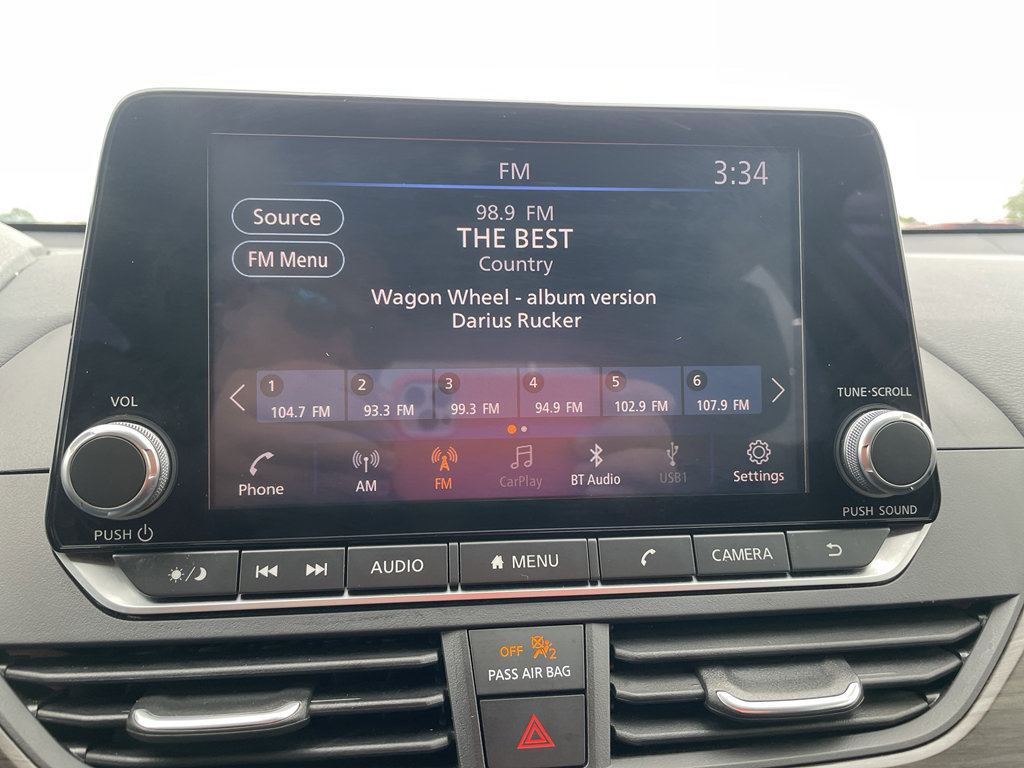 FM
3:34
Source
98.9 FM
THE BEST
FM Menu
Country
Wagon Wheel - album version
Darius Rucker
1
104.7 FM
2
93.3 FM
3
99.3 FM
4
94.9 FM
5
102.9 FM
6
107.9 FM
VOL
TUNE·SCROLL
Phone
AM
FM
CarPlay
BT Audio
USB1
Settings
PUSH
PUSH SOUND
AUDIO
MENU
CAMERA
OFF 2
PASS AIR BAG